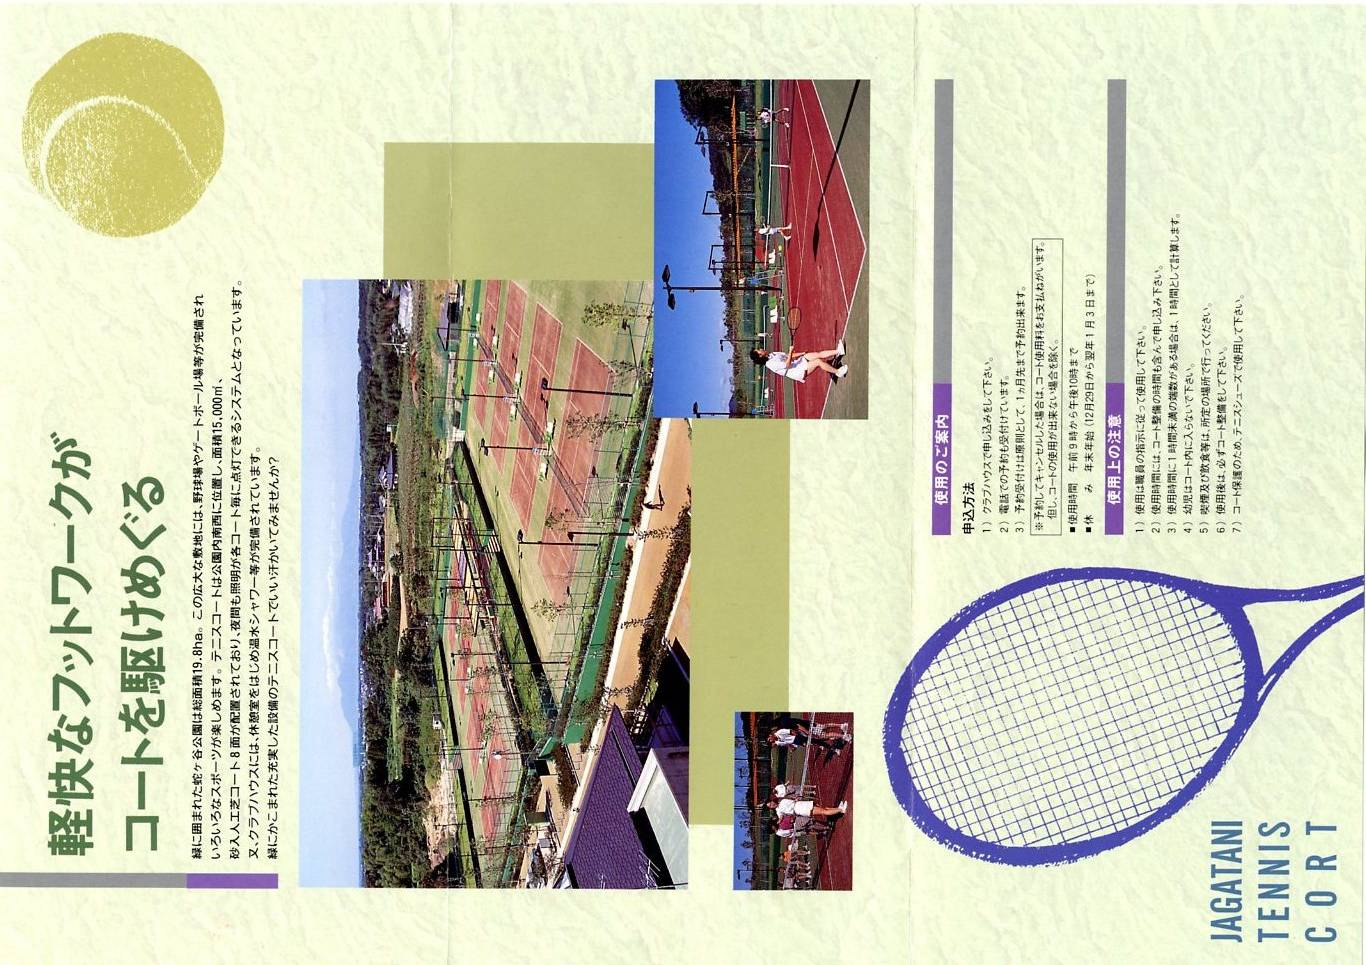 軽快なフットワークが
コートを駆けめぐる
緑に囲まれた蛇ヶ谷公園は総面積19.8ha。この広大な敷地には、野球場やゲートボール場等が完備され
いろいろなスポーツが楽しめます。テニスコートは公園内南西に位置し、面積15,000㎡、
砂入人工芝コート8面が配置されており、夜間も照明が各コート毎に点灯できるシステムとなっています。
又、クラブハウスには、休憩室をはじめ温水シャワー等が完備されています。
緑にかこまれた充実した設備のテニスコートでいい汗かいてみませんか?
使用のご案内
申込方法
1)クラブハウスで申し込みをして下さい。
2)電話での予約も受付けています。
3)予約受付けは原則として、1ヵ月先まで予約出来ます。
※予約してキャンセルした場合は、コート使用料をお支払ねがいます。
但し、コートの使用が出来ない場合を除く。
■使用時間 午前9時から午後10時まで
■休み 年末年始(12月29日から翌年1月3日まで)
使用上の注意
1)使用は職員の指示に従って使用して下さい。
2)使用時間には、コート整備の時間も含んで申し込み下さい。
3)使用時間に1時間未満の端数がある場合は、1時間として計算します。
4)幼児はコート内に入らないで下さい。
5)喫煙及び飲食等は、所定の場所で行ってください。
6)使用後は、必ずコート整備をして下さい。
7)コート保護のため、テニスシューズで使用して下さい。
JAGATANI
TENNIS
CORT